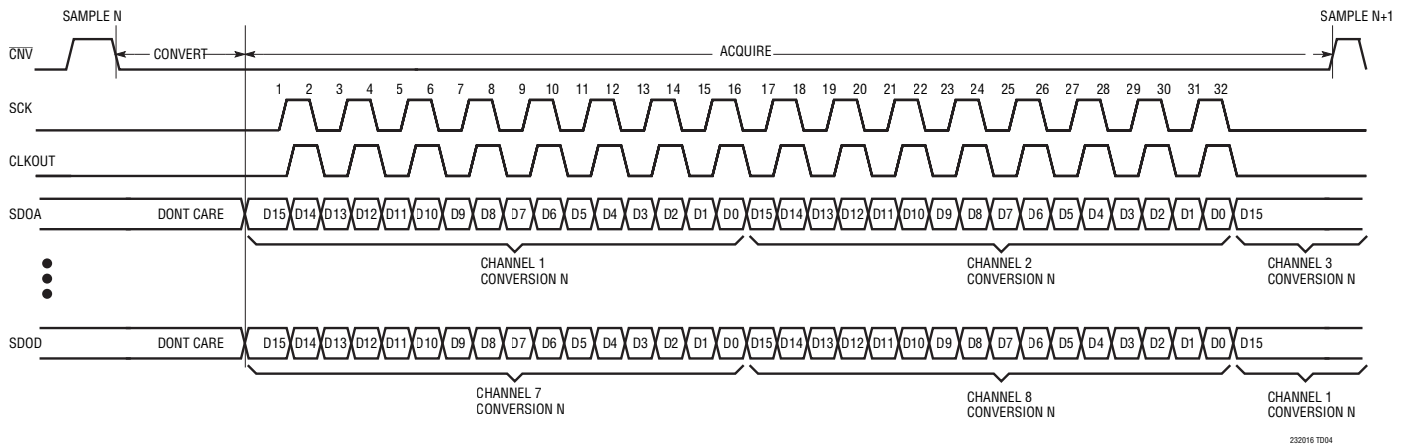 SAMPLE N SAMPLE N+1
CNV CONVERT ACQUIRE
1 2 3 4 5 6 7 8 9 10 11 12 13 14 15 16 17 18 19 20 21 22 23 24 25 26 27 28 29 30 31 32
SCK
CLKOUT
SDOA DONT CARE D15 D14 D13 D12 D11 D10 D9 D8 D7 D6 D5 D4 D3 D2 D1 D0 D15 D14 D13 D12 D11 D10 D9 D8 D7 D6 D5 D4 D3 D2 D1 D0 D15
CHANNEL 1 CHANNEL 2 CHANNEL 3
CONVERSION N CONVERSION N CONVERSION N
SDOD DONT CARE D15 D14 D13 D12 D11 D10 D9 D8 D7 D6 D5 D4 D3 D2 D1 D0 D15 D14 D13 D12 D11 D10 D9 D8 D7 D6 D5 D4 D3 D2 D1 D0 D15
CHANNEL 7 CHANNEL 8 CHANNEL 1
CONVERSION N CONVERSION N CONVERSION N
232016 TD04